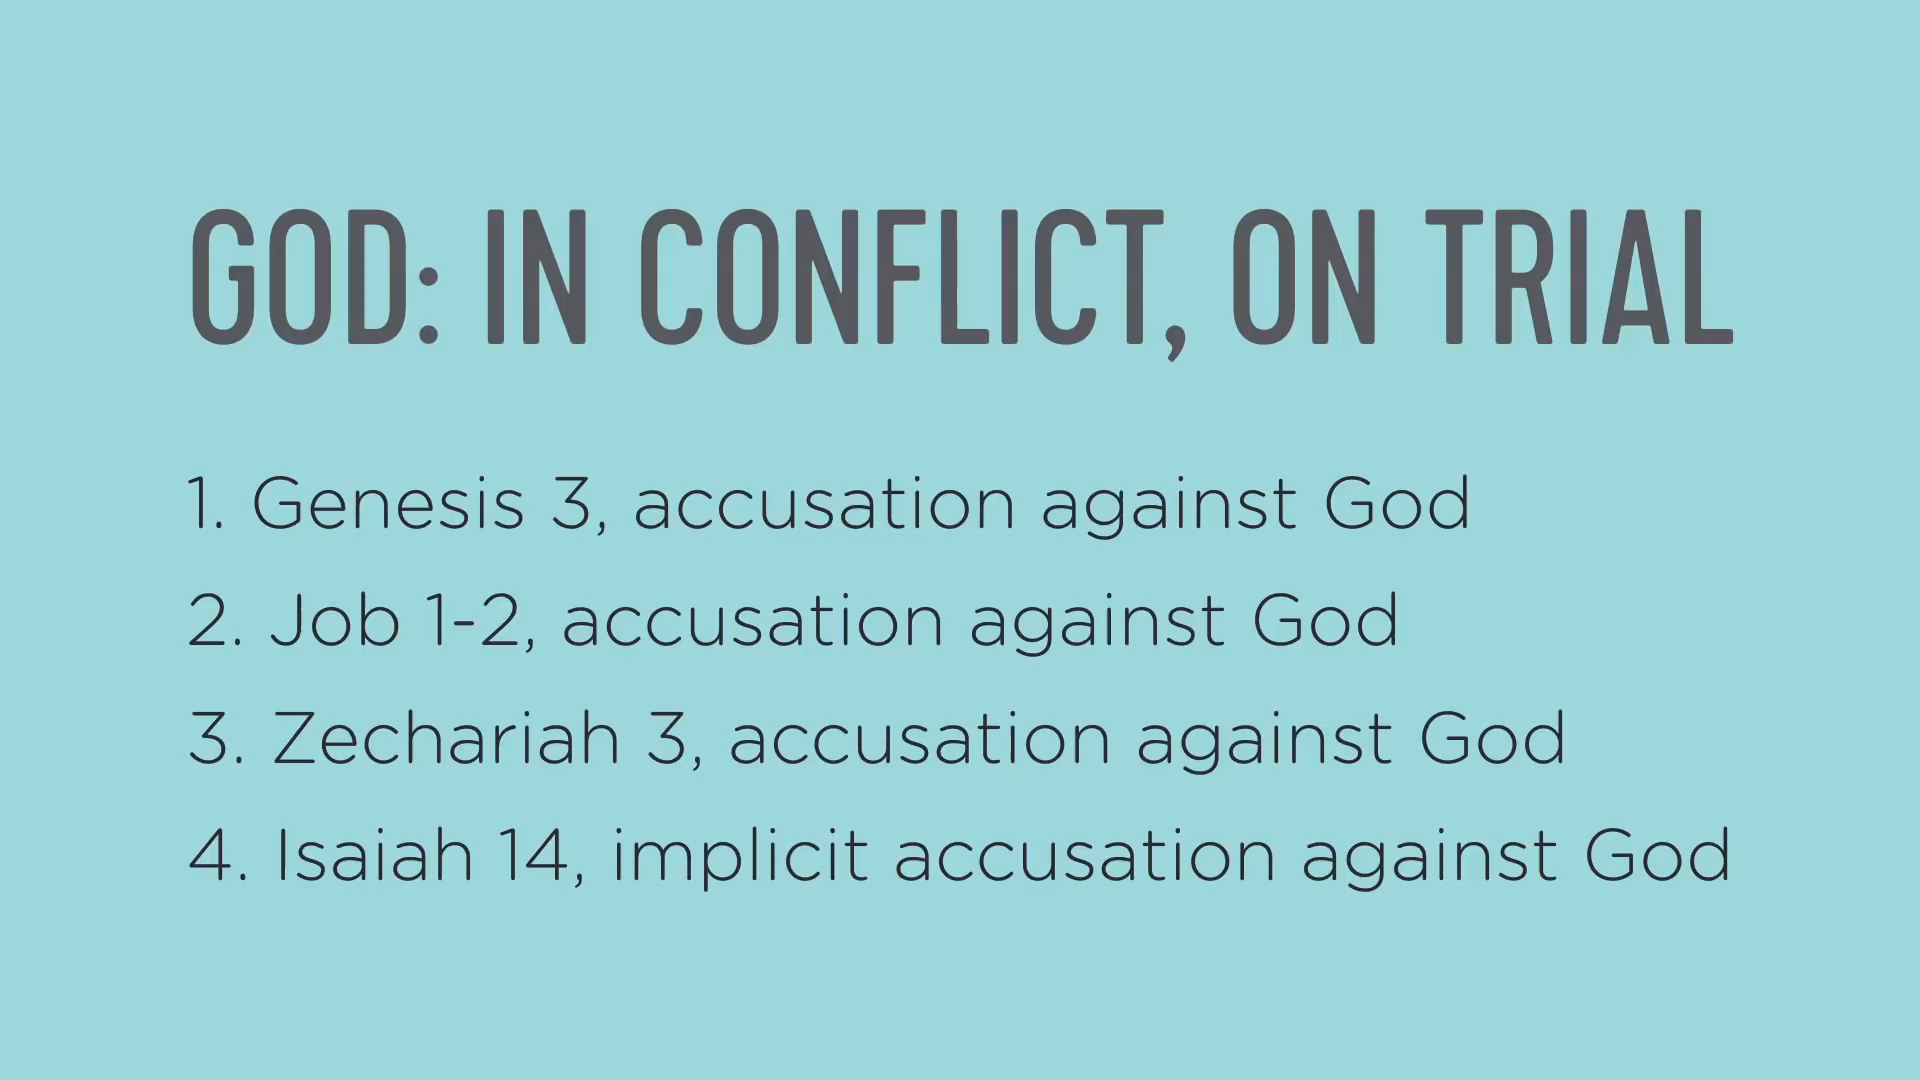 GOD: IN CONFLICT, ON TRIAL
1. Genesis 3, accusation against God
2. Job 1-2, accusation against God
3. Zechariah 3, accusation against God
4. Isaiah 14, implicit accusation against God